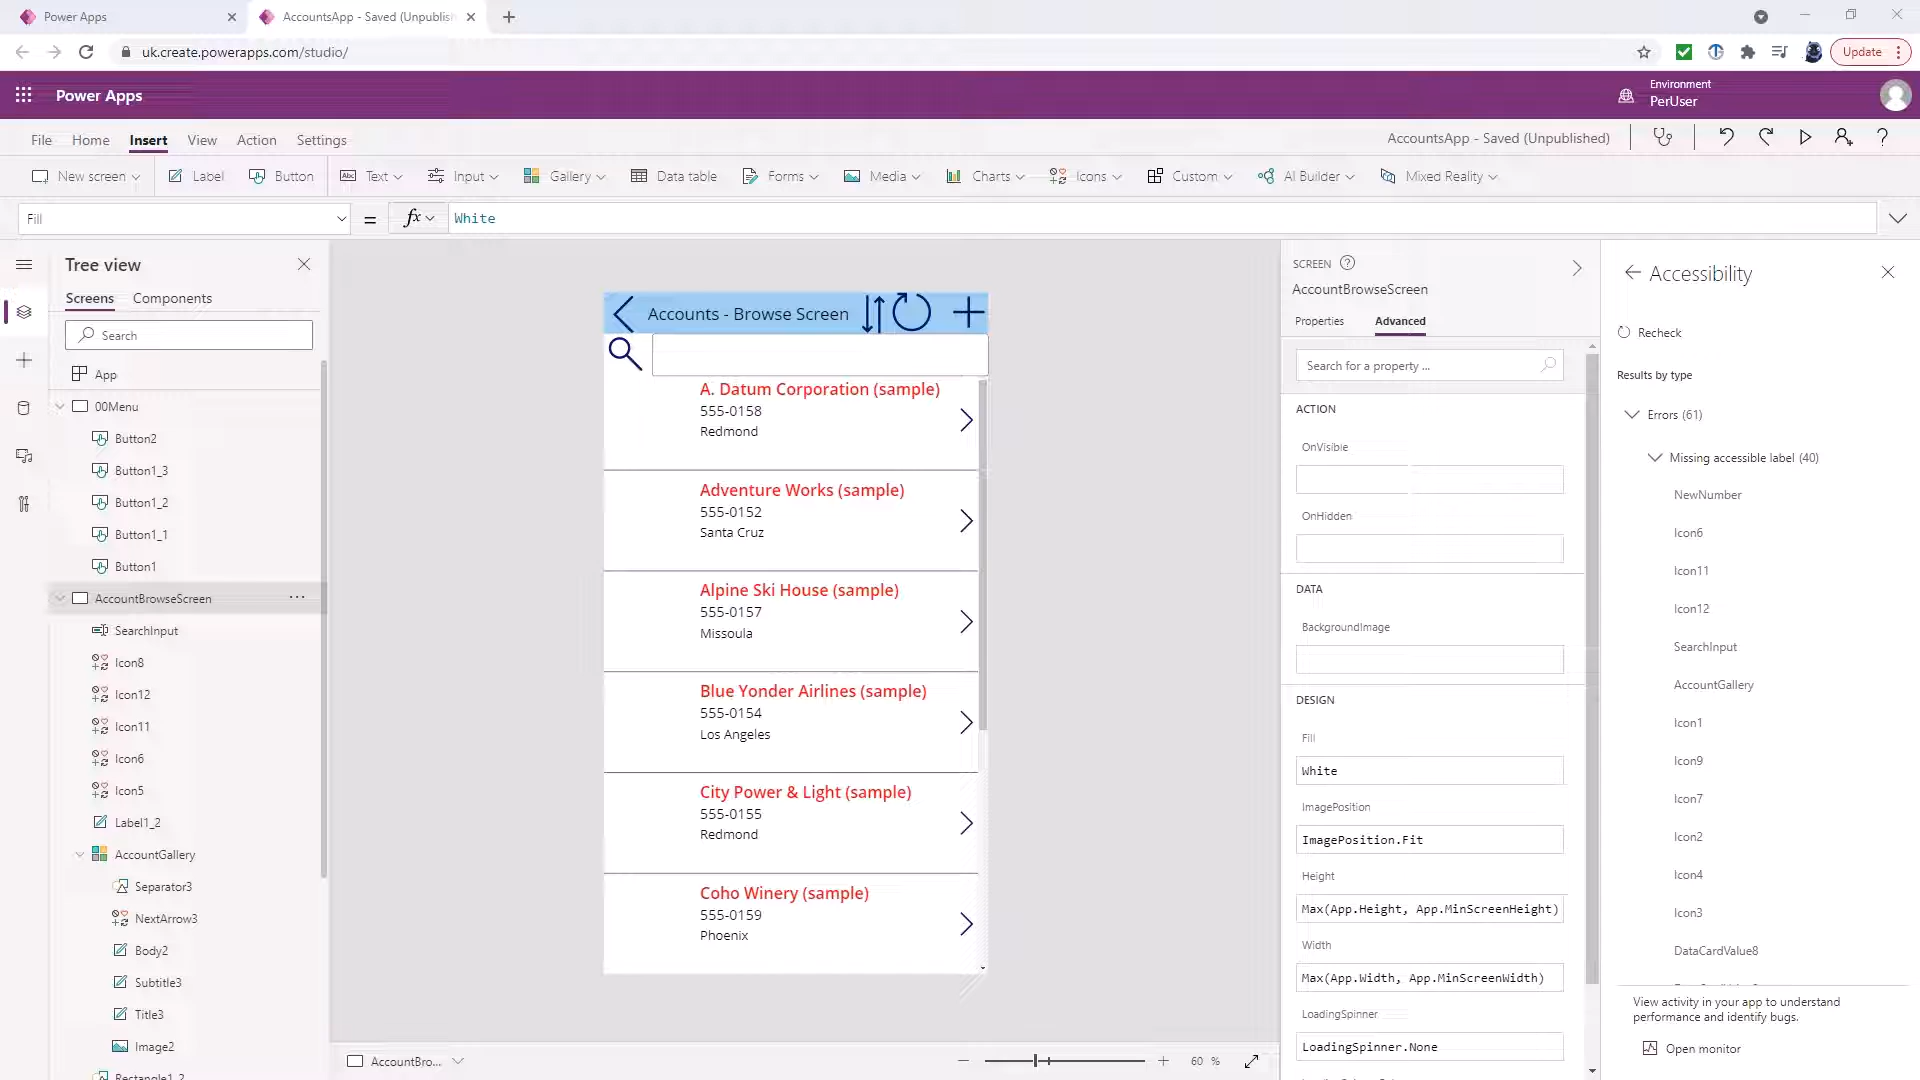 Power Apps
AccountsApp - Saved (Unpublish
uk.create.powerapps.com/studio/
Update
Power Apps
Environment
PerUser
File
Home
Insert
View
Action
Settings
AccountsApp - Saved (Unpublished)
New screen
Label
Button
Text
Input
Gallery
Data table
Forms
Media
Charts
Icons
Custom
AI Builder
Mixed Reality
Fill
=
fx
White
Tree view
Screens
Components
Search
App
00Menu
Button2
Button1_3
Button1_2
Button1_1
Button1
AccountBrowseScreen
SearchInput
Icon8
Icon12
Icon11
Icon6
Icon5
Label1_2
AccountGallery
Separator3
NextArrow3
Body2
Subtitle3
Title3
Image2
Rectangle1_2
Accounts - Browse Screen
A. Datum Corporation (sample)
555-0158
Redmond
Adventure Works (sample)
555-0152
Santa Cruz
Alpine Ski House (sample)
555-0157
Missoula
Blue Yonder Airlines (sample)
555-0154
Los Angeles
City Power & Light (sample)
555-0155
Redmond
Coho Winery (sample)
555-0159
Phoenix
AccountBro...
60 %
SCREEN
AccountBrowseScreen
Properties
Advanced
Search for a property ...
ACTION
OnVisible
OnHidden
DATA
BackgroundImage
DESIGN
Fill
White
ImagePosition
ImagePosition.Fit
Height
Max(App.Height, App.MinScreenHeight)
Width
Max(App.Width, App.MinScreenWidth)
LoadingSpinner
LoadingSpinner.None
Accessibility
Recheck
Results by type
Errors (61)
Missing accessible label (40)
NewNumber
Icon6
Icon11
Icon12
SearchInput
AccountGallery
Icon1
Icon9
Icon7
Icon2
Icon4
Icon3
DataCardValue8
View activity in your app to understand
performance and identify bugs.
Open monitor